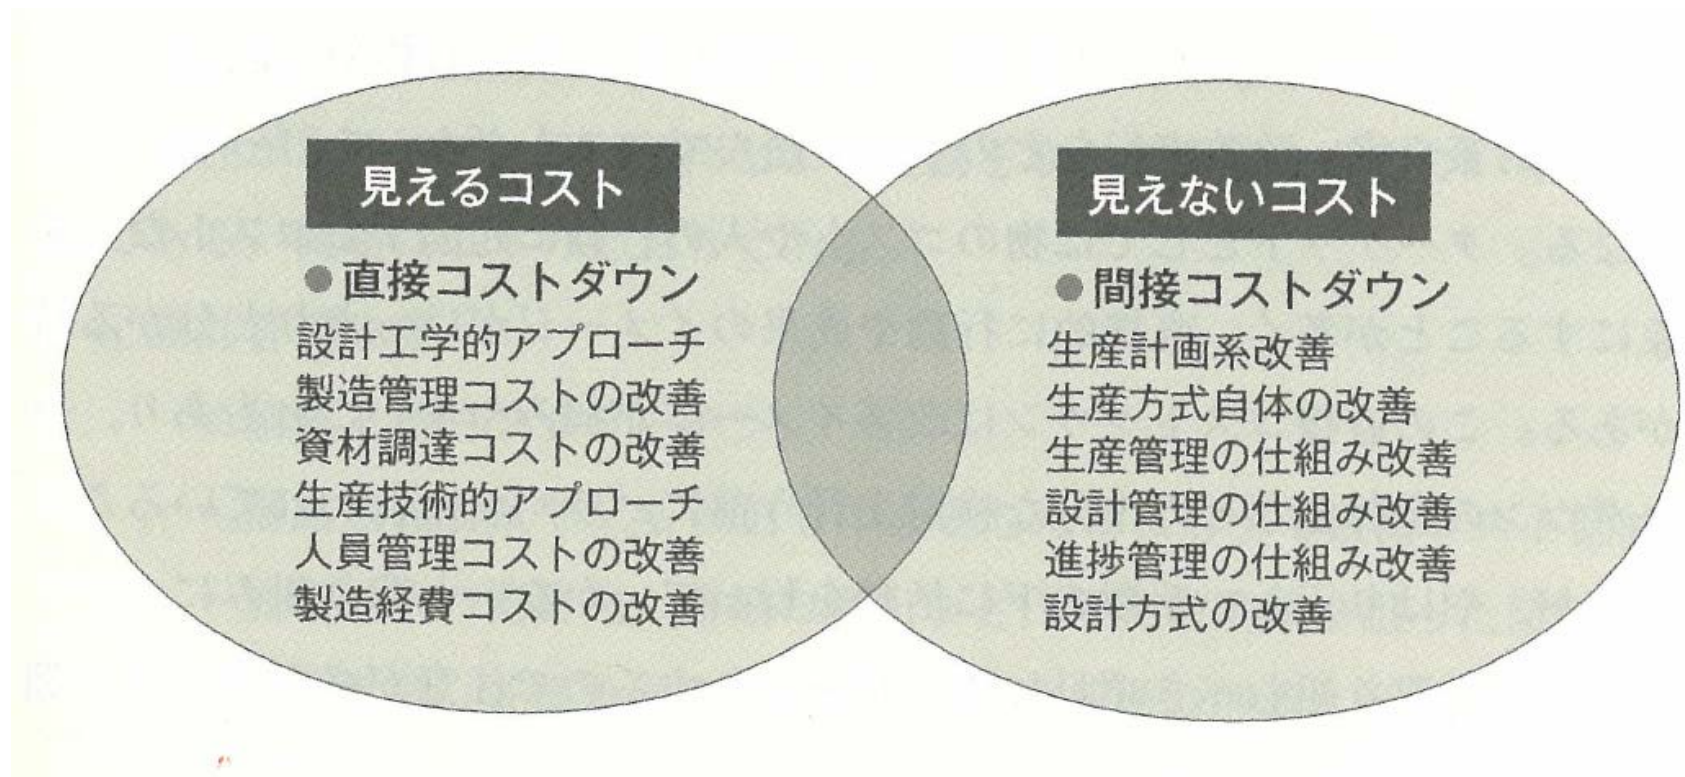 見えるコスト
●直接コストダウン
設計工学的アプローチ
製造管理コストの改善
資材調達コストの改善
生産技術的アプローチ
人員管理コストの改善
製造経費コストの改善
見えないコスト
●間接コストダウン
生産計画系改善
生産方式自体の改善
生産管理の仕組み改善
設計管理の仕組み改善
進捗管理の仕組み改善
設計方式の改善